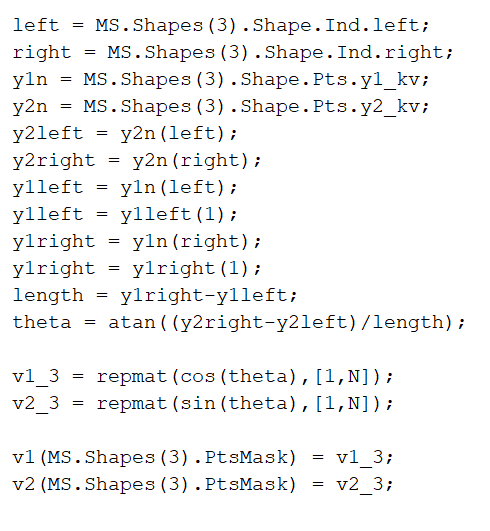 left = MS.Shapes(3).Shape.Ind.left;
right = MS.Shapes(3).Shape.Ind.right;
y1n = MS.Shapes(3).Shape.Pts.y1_kv;
y2n = MS.Shapes(3).Shape.Pts.y2_kv;
y2left = y2n(left);
y2right = y2n(right);
y1left = y1n(left);
y1left = y1left(1);
y1right = y1n(right);
y1right = y1right(1);
length = y1right-y1left;
theta = atan((y2right-y2left)/length);
v1_3 = repmat(cos(theta),[1,N]);
v2_3 = repmat(sin(theta),[1,N]);
v1(MS.Shapes(3).PtsMask) = v1_3;
v2(MS.Shapes(3).PtsMask) = v2_3;